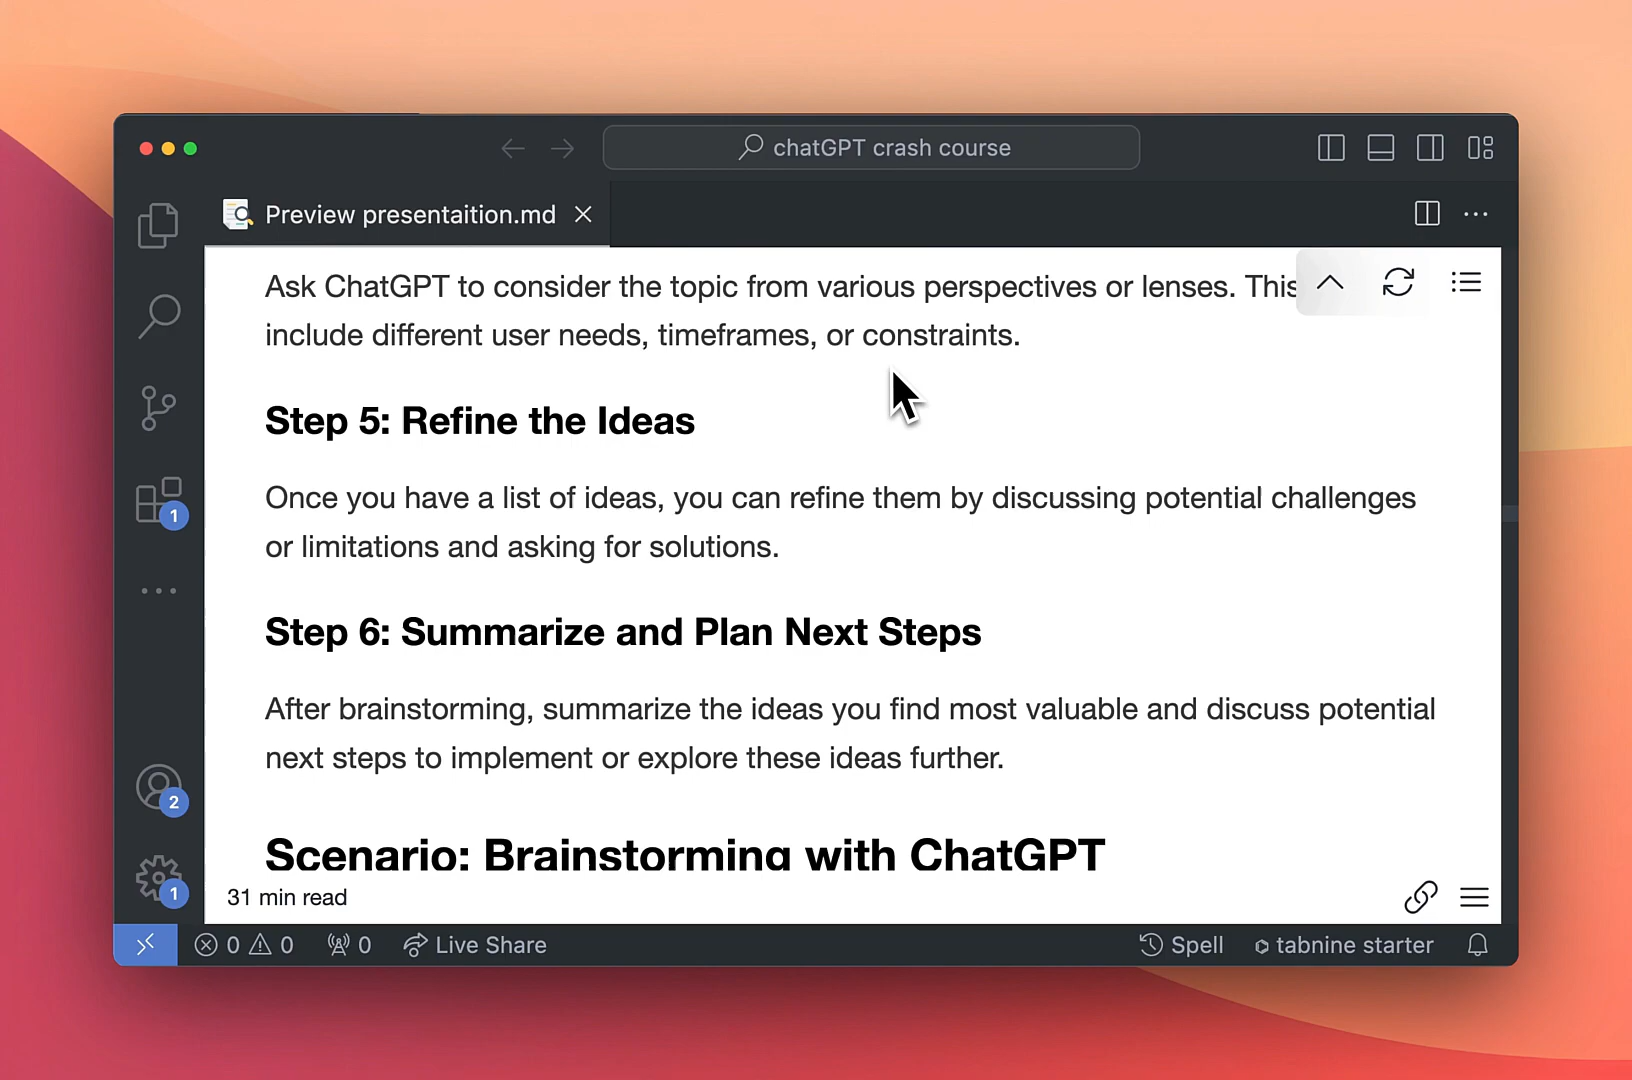 chatGPT crash course
Preview presentaition.md
Ask ChatGPT to consider the topic from various perspectives or lenses. This
include different user needs, timeframes, or constraints.
Step 5: Refine the Ideas
Once you have a list of ideas, you can refine them by discussing potential challenges
or limitations and asking for solutions.
1
Step 6: Summarize and Plan Next Steps
After brainstorming, summarize the ideas you find most valuable and discuss potential
next steps to implement or explore these ideas further.
2
Scenario: Brainstorming with ChatGPT
1
31 min read
0 0 0 Live Share Spell tabnine starter